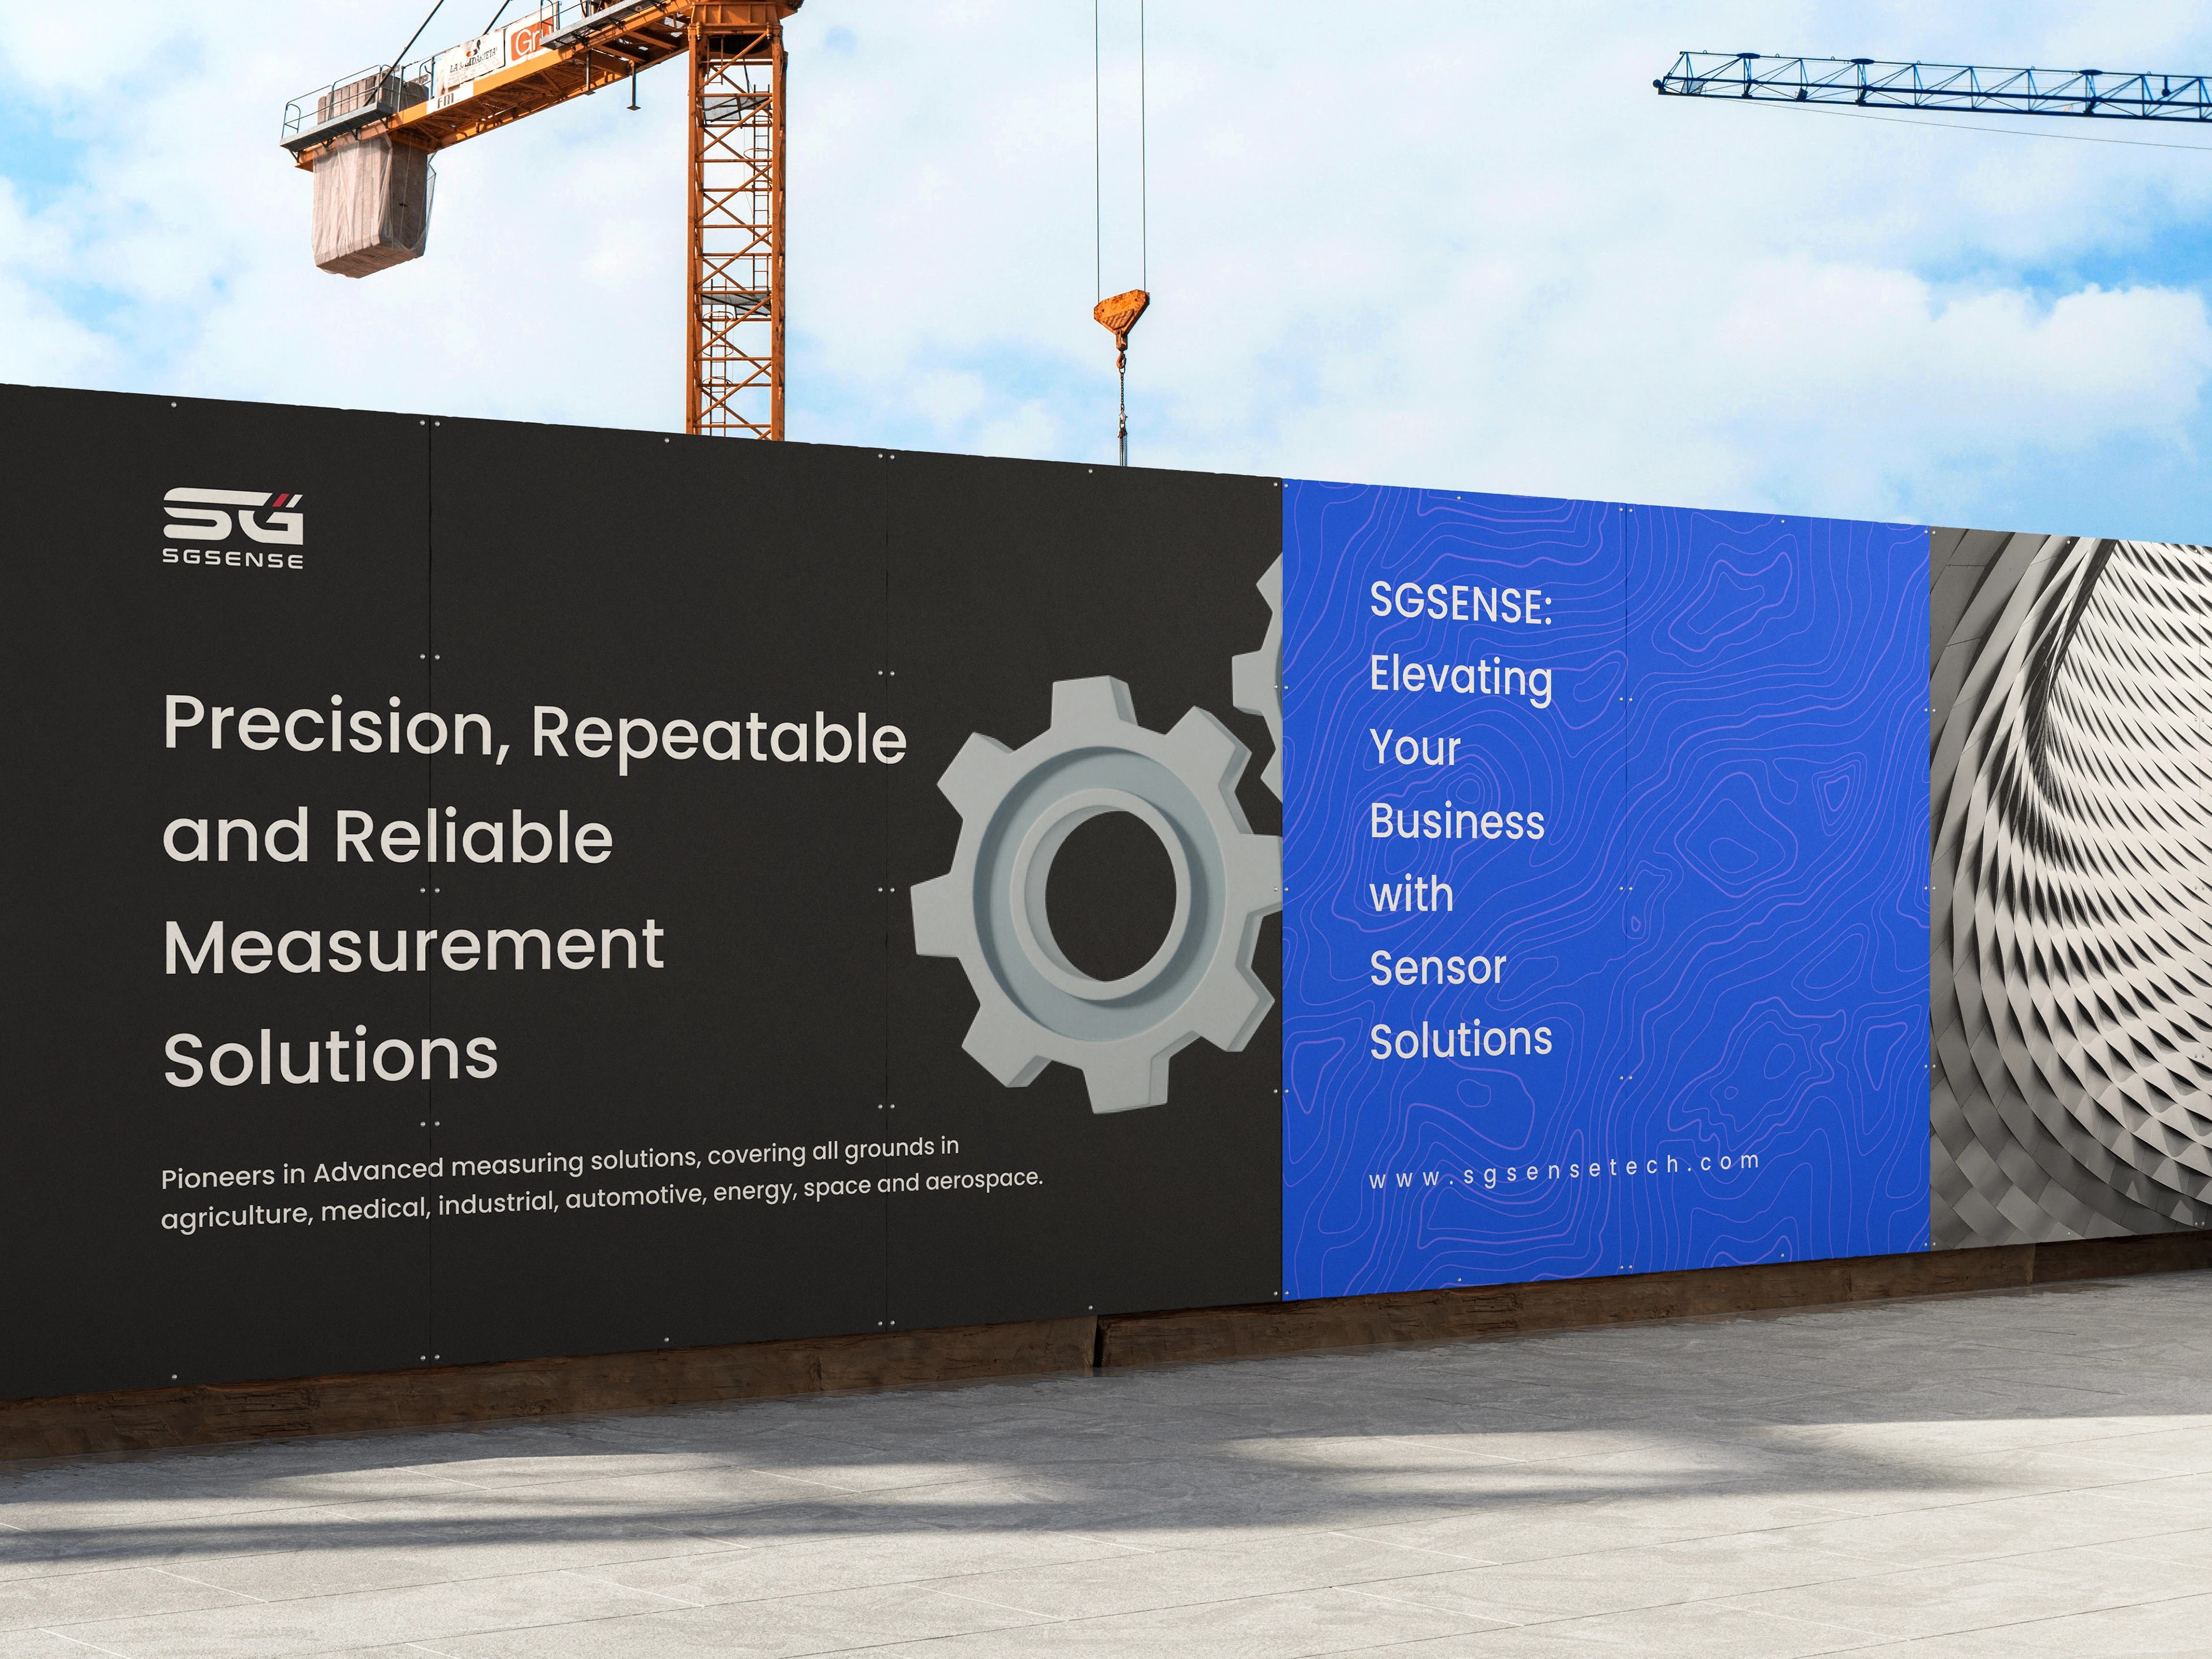 SG
SGSENSE
Precision, Repeatable
and Reliable
Measurement
Solutions
Pioneers in Advanced measuring solutions, covering all grounds in
agriculture, medical, industrial, automotive, energy, space and aerospace.
SGSENSE:
Elevating
Your
Business
with
Sensor
Solutions
www.sgsensetech.com